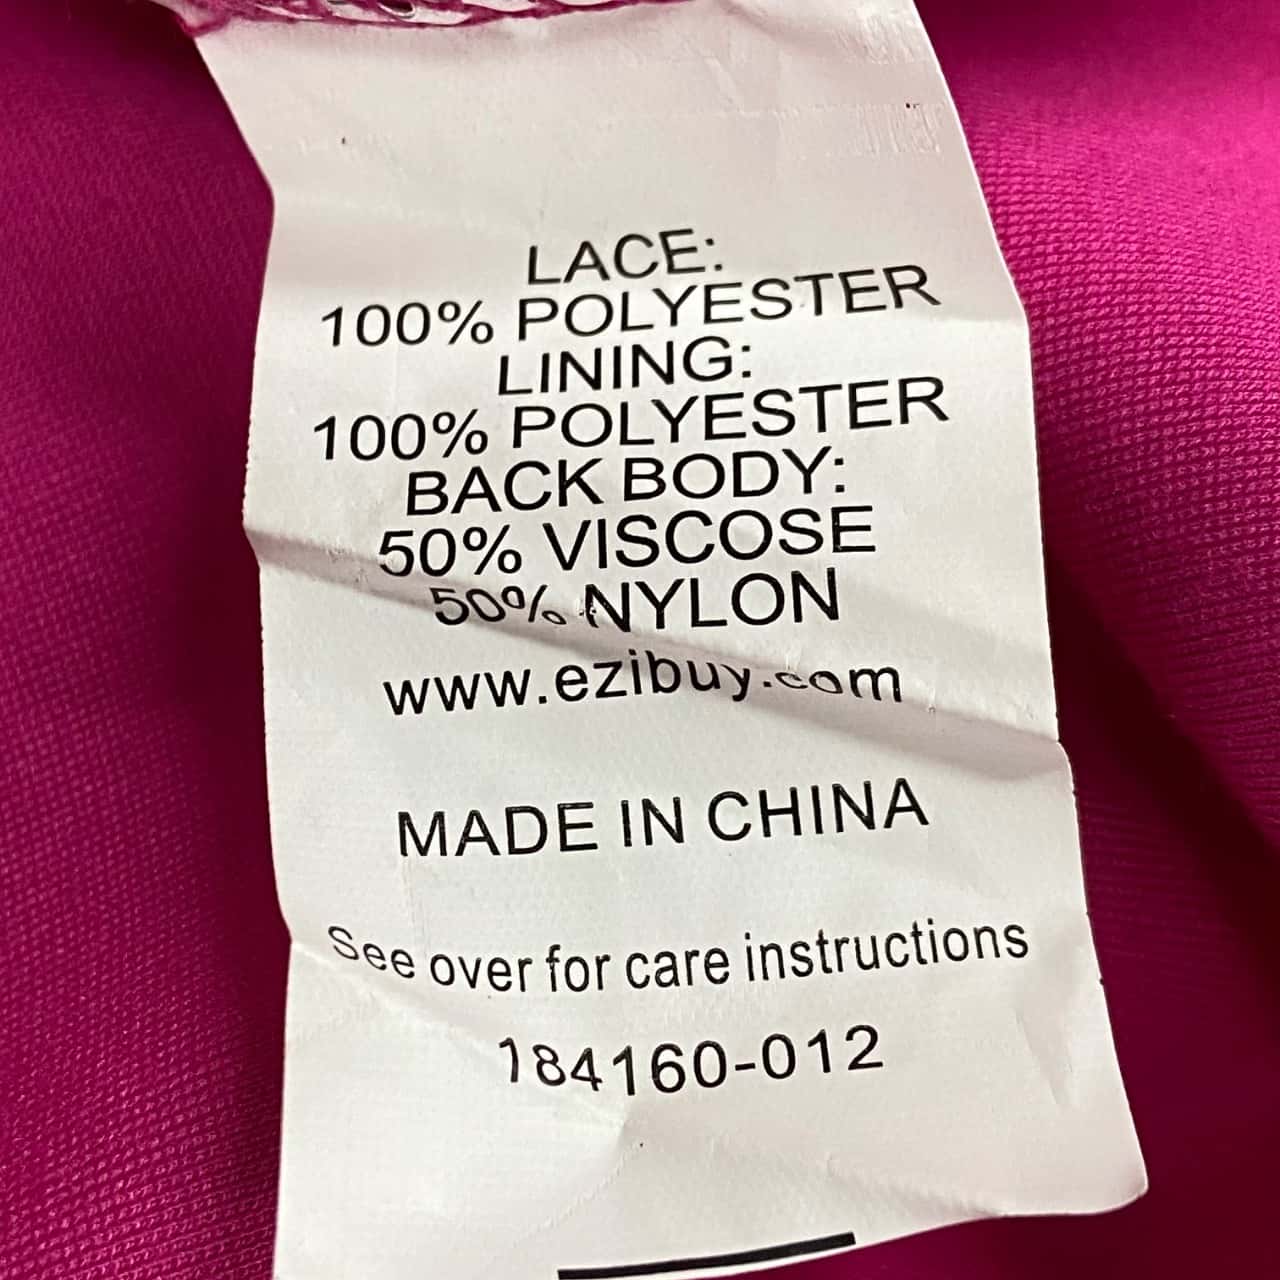 LACE:
100% POLYESTER
LINING:
100% POLYESTER
BACK BODY:
50% VISCOSE
50% NYLON
www.ezibuy.com
MADE IN CHINA
See over for care instructions
184160-012